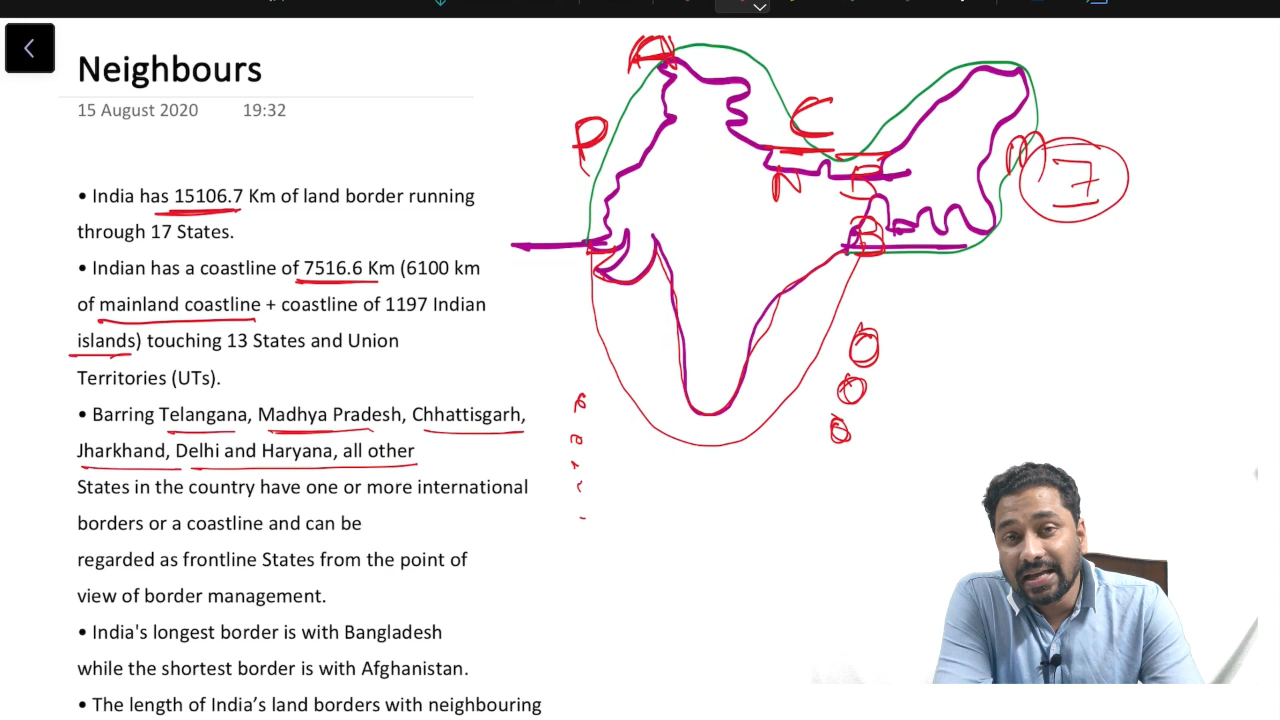 Neighbours
15 August 2020 19:32
• India has 15106.7 Km of land border running
through 17 States.
• Indian has a coastline of 7516.6 Km (6100 km
of mainland coastline + coastline of 1197 Indian
islands) touching 13 States and Union
Territories (UTs).
• Barring Telangana, Madhya Pradesh, Chhattisgarh,
Jharkhand, Delhi and Haryana, all other
States in the country have one or more international
borders or a coastline and can be
regarded as frontline States from the point of
view of border management.
• India's longest border is with Bangladesh
while the shortest border is with Afghanistan.
• The length of India’s land borders with neighbouring
A
P
C
N
B
B
M
7